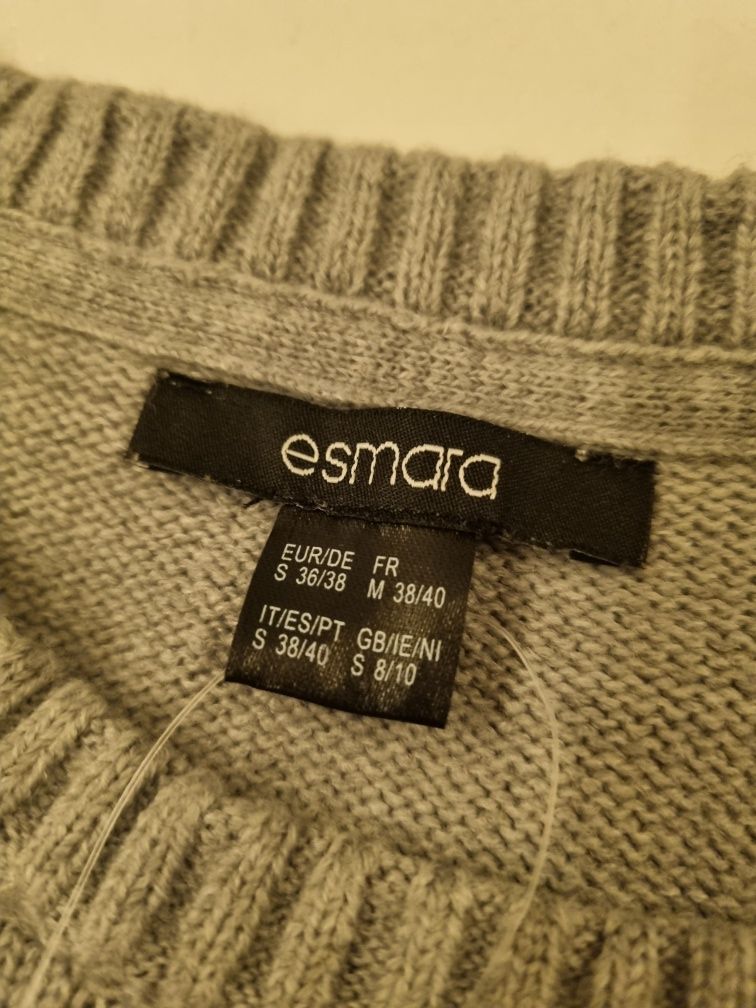 esmara
EUR/DE FR
S 36/38 M 38/40
IT/ES/PT GB/IE/NI
S 38/40 S 8/10